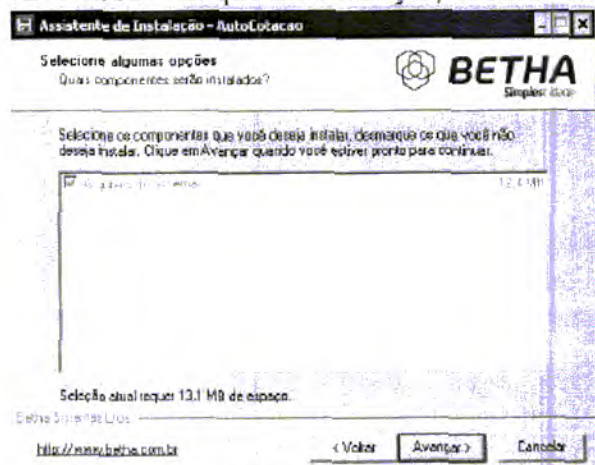 Assistente de Instalação - AutoCotacao
Selecione algumas opções
Quais componentes serão instalados?
BETHA
Selecione os componentes que você deseja instalar, desmarque os que você não
deseja instalar. Clique em Avançar quando você estiver pronto para continuar.
Seleção atual requer 13.1 MB de espaço.
Betha Sistemas Ltda
http://www.betha.com.br
< Voltar
Avançar >
Cancelar